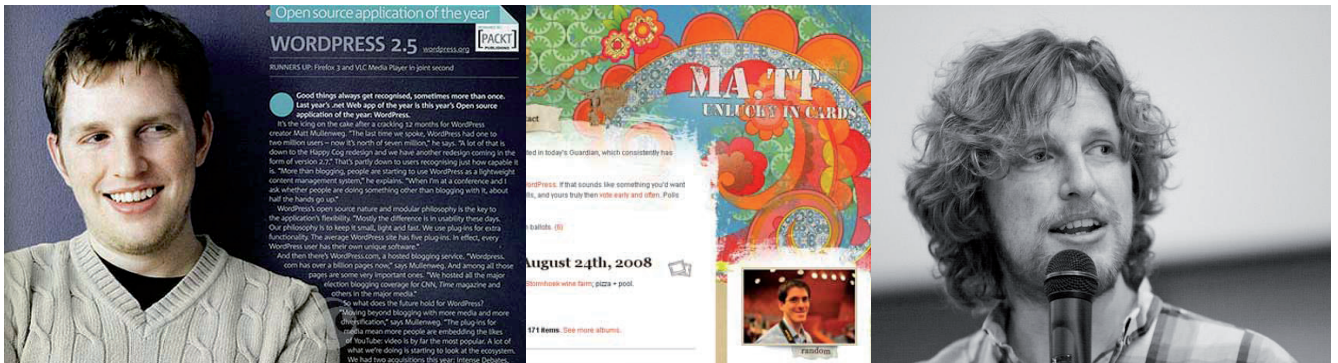 Open source application of the year
SPONSORED BY
PACKT
PUBLISHING
WORDPRESS 2.5 wordpress.org
RUNNERS UP: Firefox 3 and VLC Media Player in joint second
Good things always get recognised, sometimes more than once.
Last year's .net Web app of the year is this year's Open source
application of the year: WordPress.
It's the icing on the cake after a cracking 12 months for WordPress
creator Matt Mullenweg. "The last time we spoke, WordPress had one to
two million users – now it's north of seven million," he says. "A lot of that is
down to the Happy Cog redesign and we have another redesign coming in the
form of version 2.7." That's partly down to users recognising just how capable it
is. "More than blogging, people are starting to use WordPress as a lightweight
content management system," he explains. "When I'm at a conference and I
ask whether people are doing something other than blogging with it, about
half the hands go up."
WordPress's open source nature and modular philosophy is the key to
the application's flexibility. "Mostly the difference is in usability these days.
Our philosophy is to keep it small, light and fast. We use plug-ins for extra
functionality. The average WordPress site has five plug-ins. In effect, every
WordPress user has their own unique software."
And then there's WordPress.com, a hosted blogging service. "Wordpress.
com has over a billion pages now," says Mullenweg. "And among all those
pages are some very important ones. "We hosted all the major
election blogging coverage for CNN, Time magazine and
others in the major media."
So what does the future hold for WordPress?
"Moving beyond blogging with more media and more
diversification," says Mullenweg. "The plug-ins for
media mean more people are embedding the likes
of YouTube: video is by far the most popular. A lot of
what we're doing is starting to look at the ecosystem.
We had two acquisitions this year: Intense Debates,
MA.TT
UNLUCKY IN CARDS
tact
ted in today's Guardian, which consistently has
ordPress. If that sounds like something you'd want
lls, and yours truly then vote early and often. Polls
n ballots. (6)
August 24th, 2008
Stormhoek wine farm; pizza + pool.
171 items. See more albums.
random.